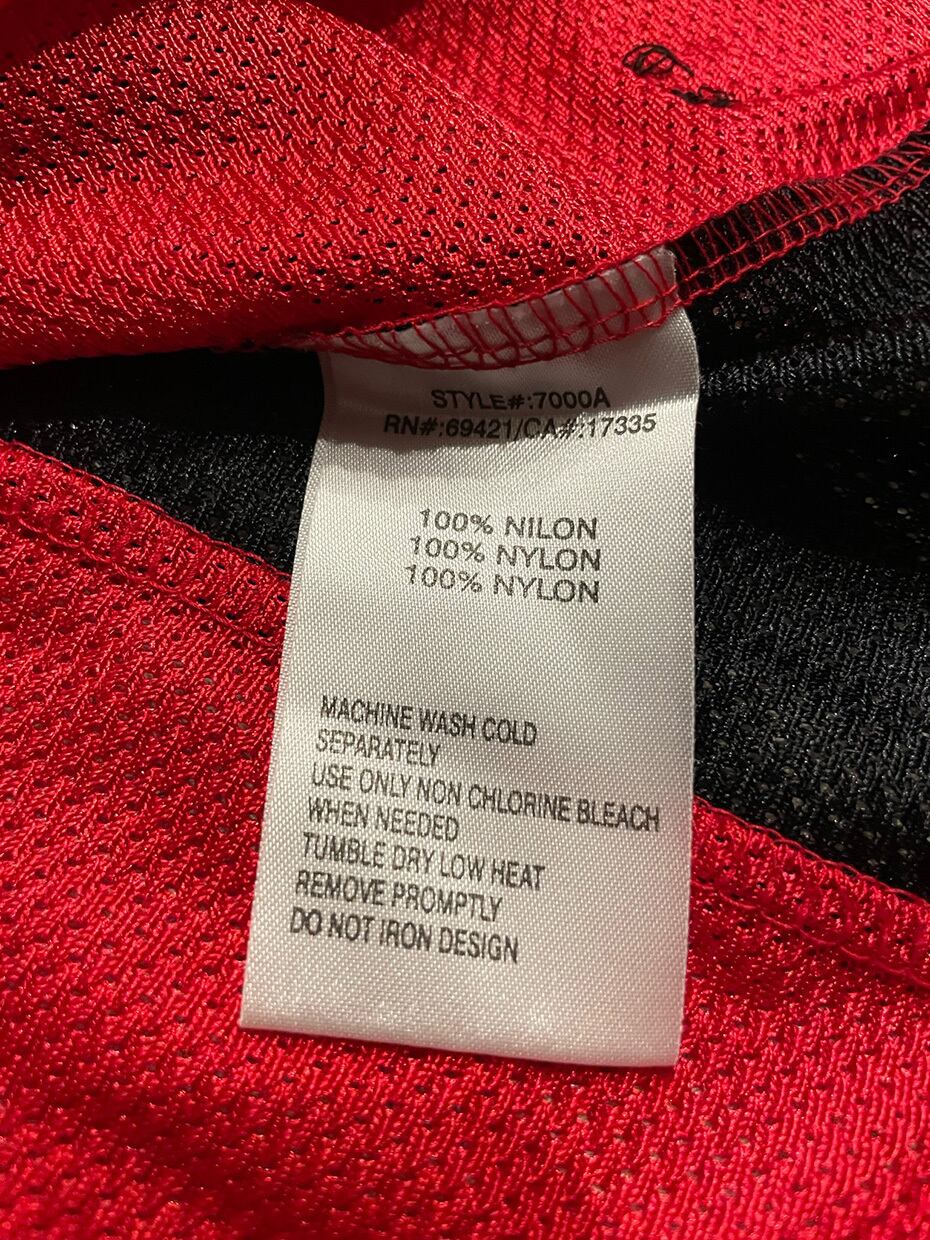 STYLE#:7000A
RN#:69421/CA#:17335
100% NILON
100% NYLON
100% NYLON
MACHINE WASH COLD
SEPARATELY
USE ONLY NON CHLORINE BLEACH
WHEN NEEDED
TUMBLE DRY LOW HEAT
REMOVE PROMPTLY
DO NOT IRON DESIGN